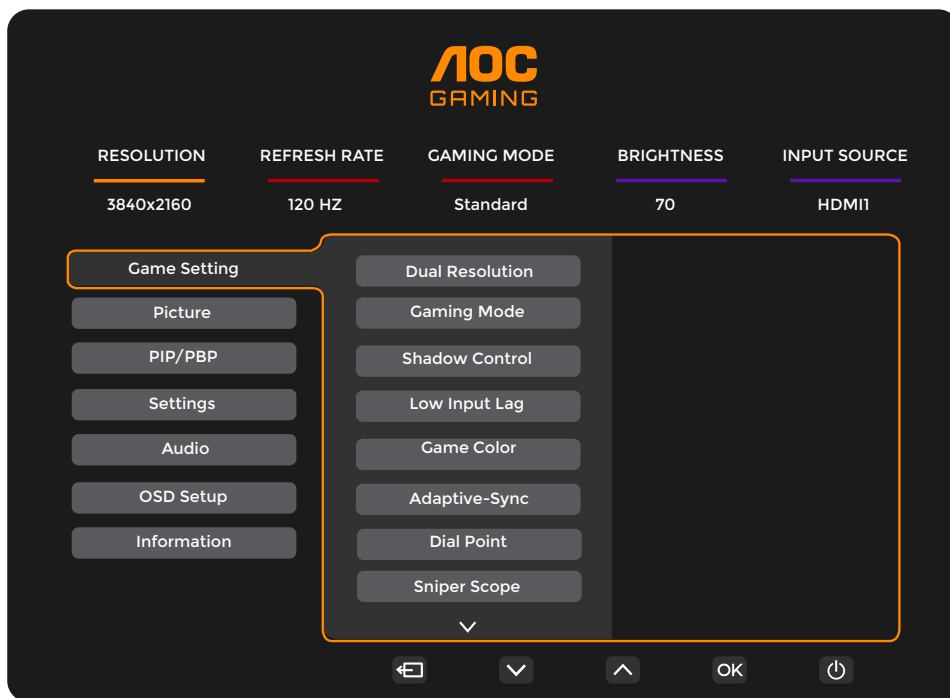 AOC
GAMING
RESOLUTION REFRESH RATE GAMING MODE BRIGHTNESS INPUT SOURCE
3840x2160 120 HZ Standard 70 HDMI1
Game Setting
Picture
PIP/PBP
Settings
Audio
OSD Setup
Information
Dual Resolution
Gaming Mode
Shadow Control
Low Input Lag
Game Color
Adaptive-Sync
Dial Point
Sniper Scope
OK